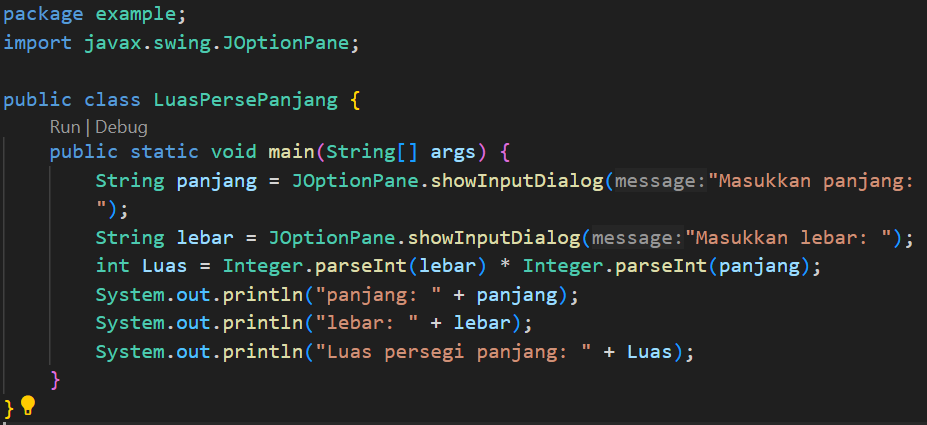 package example;
import javax.swing.JOptionPane;

public class LuasPersePanjang {
Run | Debug
public static void main(String[] args) {
String panjang = JOptionPane.showInputDialog(message:"Masukkan panjang:
");
String lebar = JOptionPane.showInputDialog(message:"Masukkan lebar: ");
int Luas = Integer.parseInt(lebar) * Integer.parseInt(panjang);
System.out.println("panjang: " + panjang);
System.out.println("lebar: " + lebar);
System.out.println("Luas persegi panjang: " + Luas);
}
}